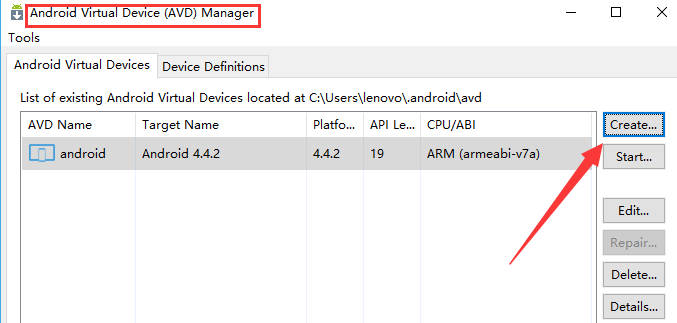 Android Virtual Device (AVD) Manager
Tools
Android Virtual Devices
Device Definitions
List of existing Android Virtual Devices located at C:\Users\lenovo\.android\avd
AVD Name Target Name Platfo... API Le... CPU/ABI
android Android 4.4.2 4.4.2 19 ARM (armeabi-v7a)
Create...
Start...
Edit...
Repair...
Delete...
Details...